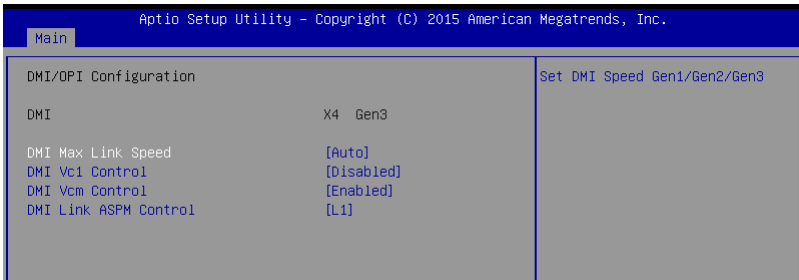 Aptio Setup Utility – Copyright (C) 2015 American Megatrends, Inc.
Main
DMI/OPI Configuration
Set DMI Speed Gen1/Gen2/Gen3
DMI X4 Gen3
DMI Max Link Speed [Auto]
DMI Vc1 Control [Disabled]
DMI Vcm Control [Enabled]
DMI Link ASPM Control [L1]